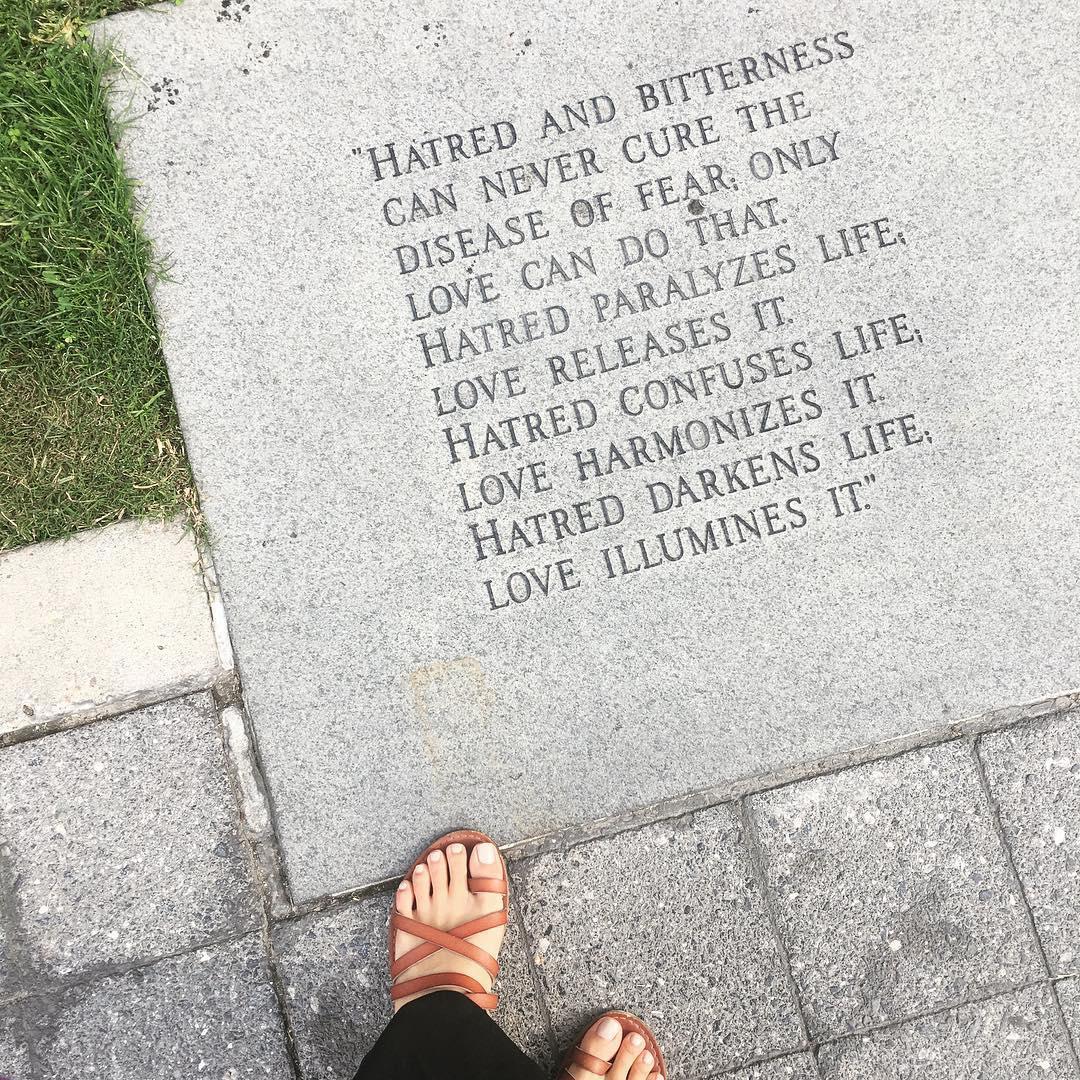 "HATRED AND BITTERNESS
CAN NEVER CURE THE
DISEASE OF FEAR; ONLY
LOVE CAN DO THAT.
HATRED PARALYZES LIFE;
LOVE RELEASES IT.
HATRED CONFUSES LIFE;
LOVE HARMONIZES IT.
HATRED DARKENS LIFE;
LOVE ILLUMINES IT."